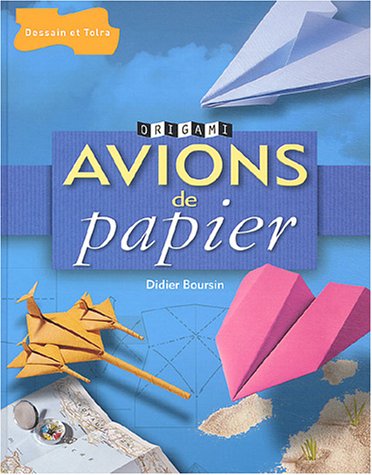 Dessain et Tolra
ORIGAMI
AVIONS
de
papier
Didier Boursin